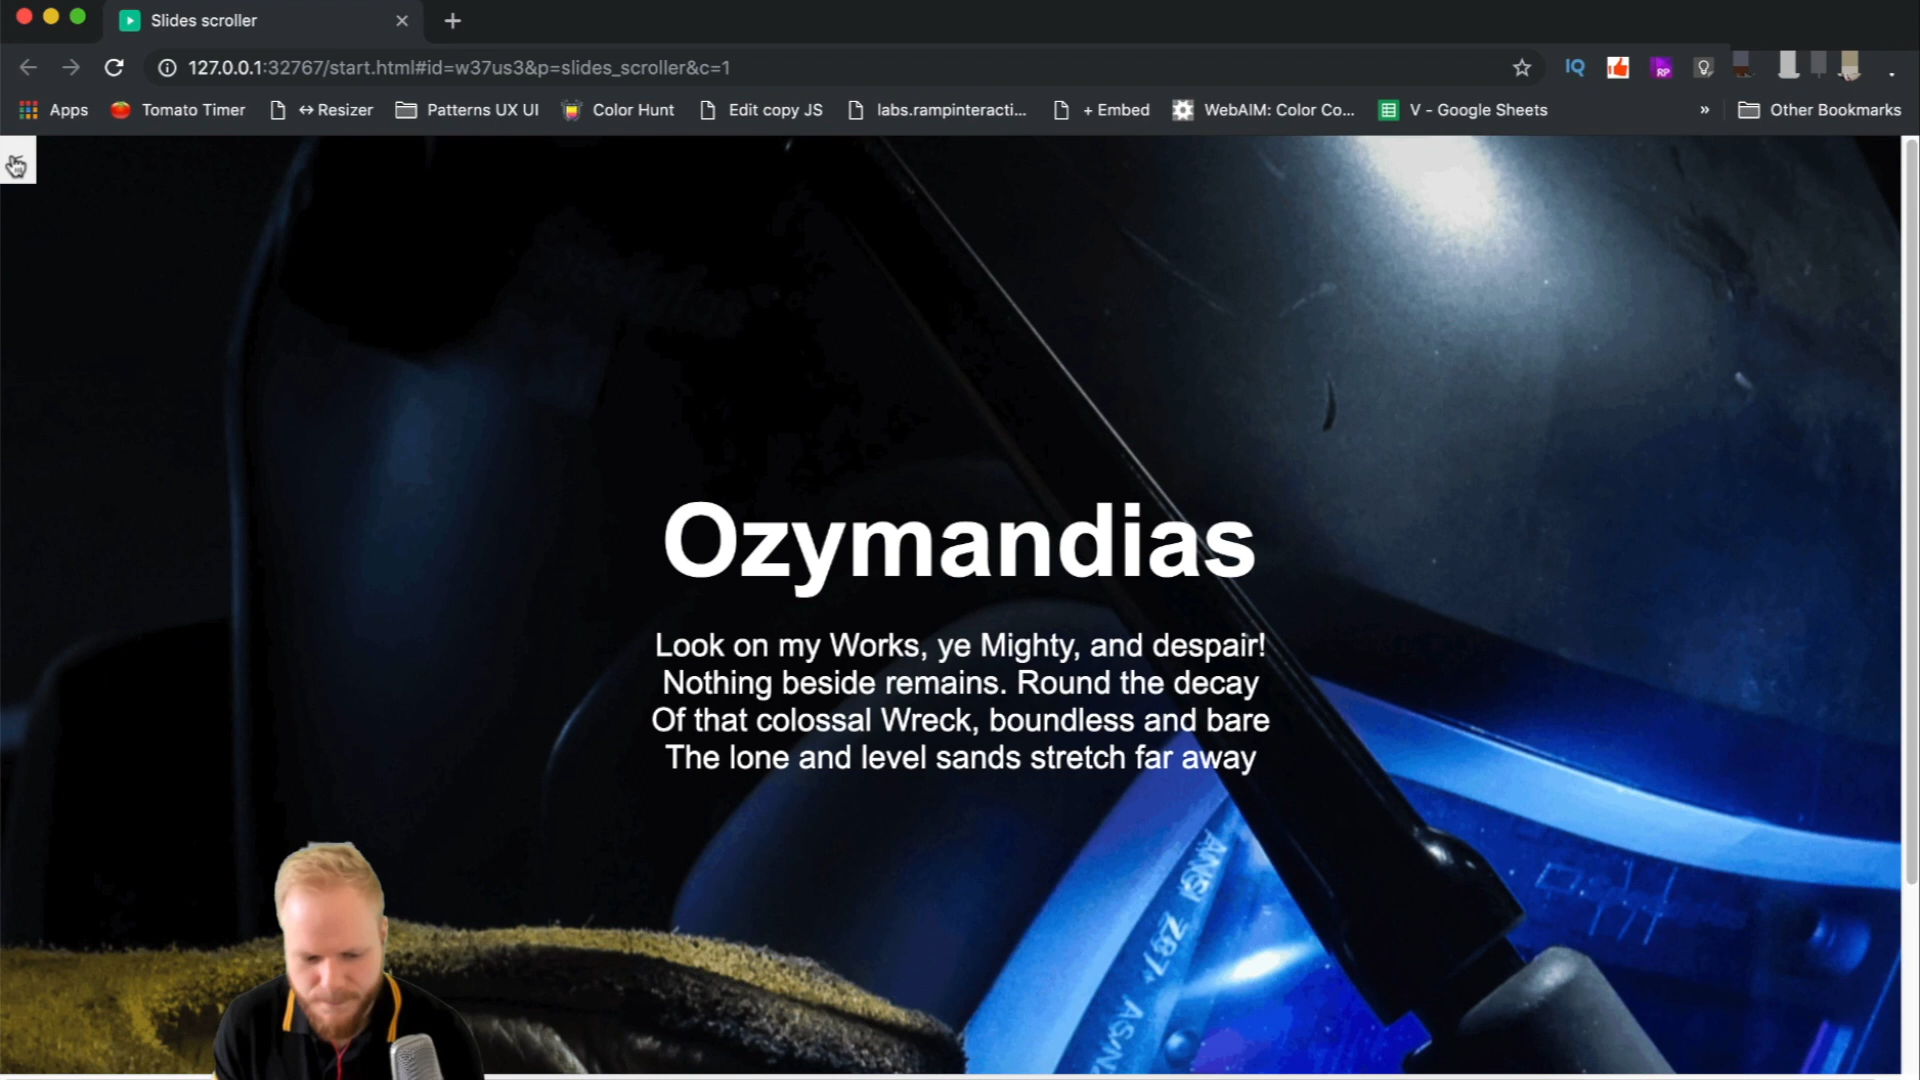 Slides scroller
127.0.0.1:32767/start.html#id=w37us3&p=slides_scroller&c=1
IQ
RP
Apps
Tomato Timer
↔ Resizer
Patterns UX UI
Color Hunt
Edit copy JS
labs.rampinteracti...
+ Embed
WebAIM: Color Co...
V - Google Sheets
»
Other Bookmarks
Ozymandias
Look on my Works, ye Mighty, and despair!
Nothing beside remains. Round the decay
Of that colossal Wreck, boundless and bare
The lone and level sands stretch far away
ANSI Z87+